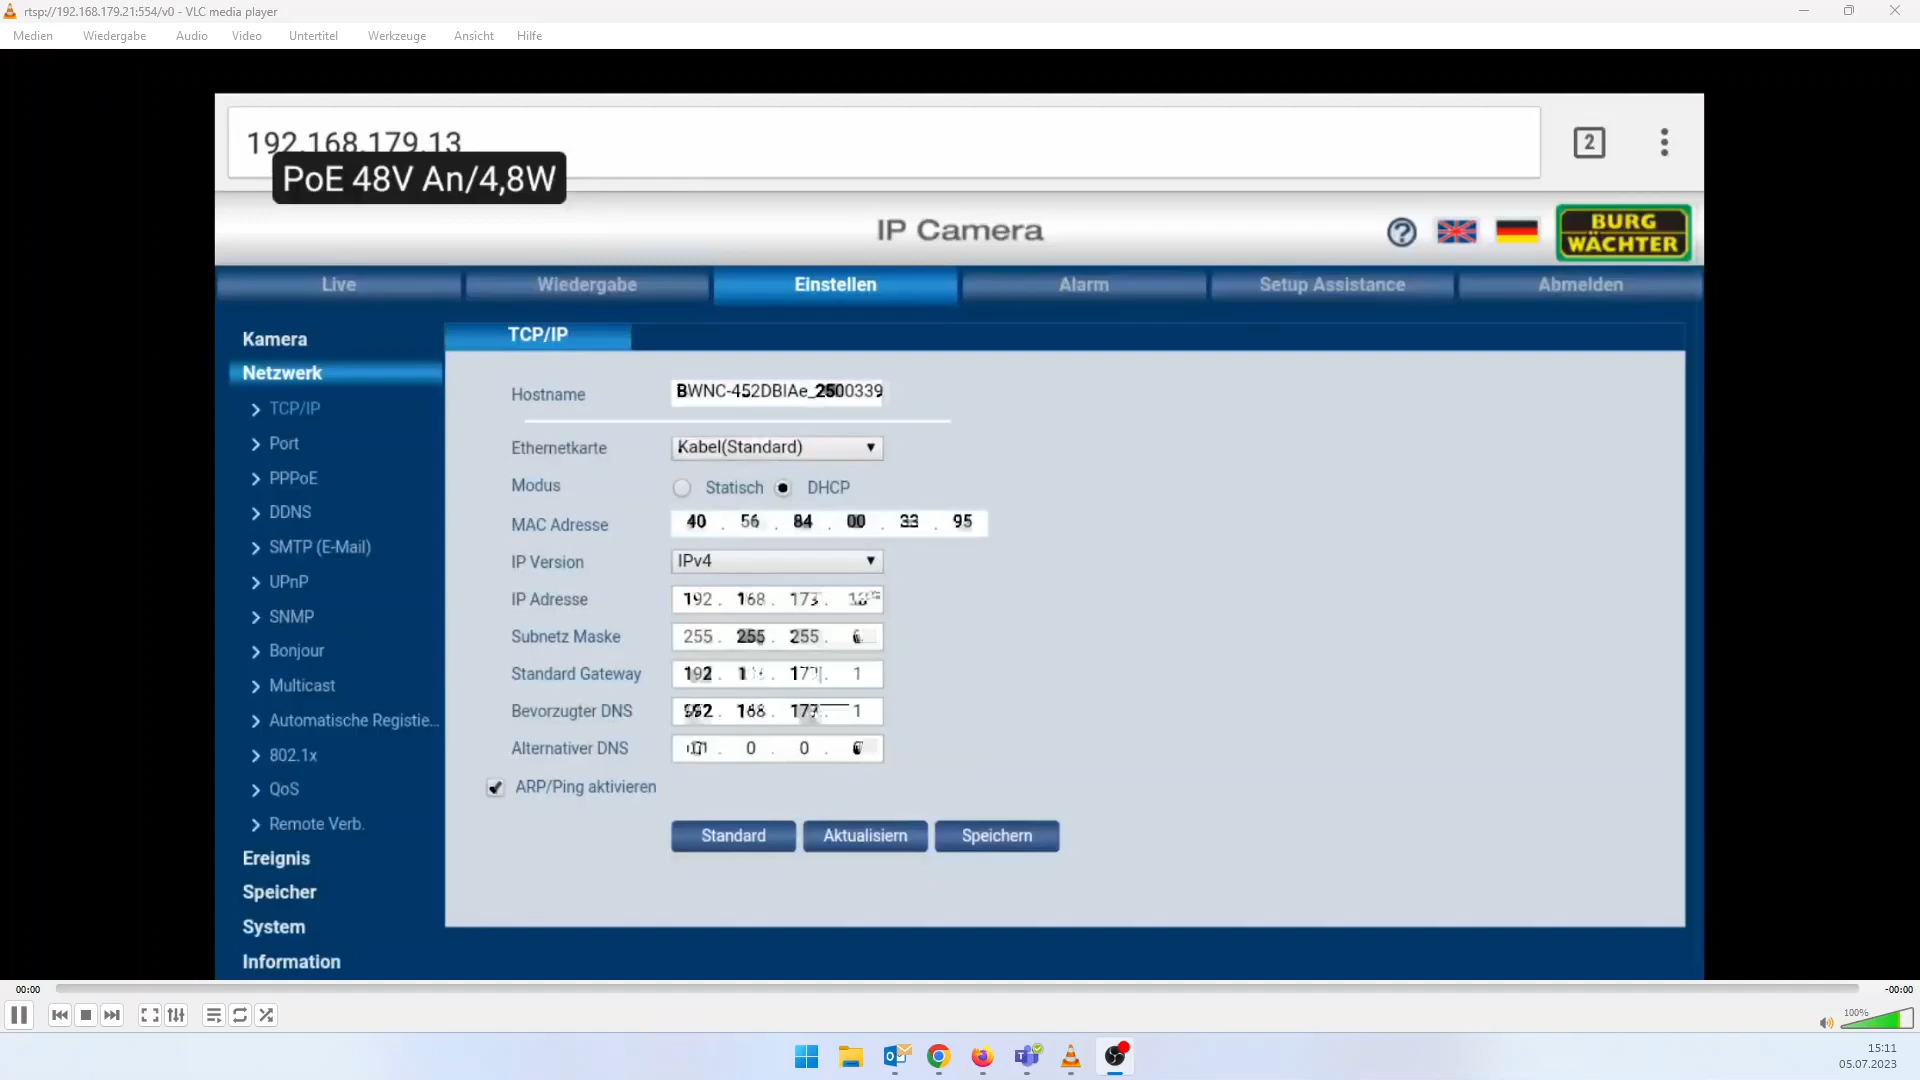 rtsp://192.168.179.21:554/v0 - VLC media player
Medien Wiedergabe Audio Video Untertitel Werkzeuge Ansicht Hilfe
192.168.179.13
2
PoE 48V An/4,8W
IP Camera
BURG
WÄCHTER
Live Wiedergabe Einstellen Alarm Setup Assistance Abmelden
Kamera
Netzwerk
TCP/IP
Port
PPPoE
DDNS
SMTP (E-Mail)
UPnP
SNMP
Bonjour
Multicast
Automatische Registie...
802.1x
QoS
Remote Verb.
Ereignis
Speicher
System
Information
TCP/IP
Hostname BWNC-452DBIAe_2500339
Ethernetkarte Kabel(Standard)
Modus Statisch DHCP
MAC Adresse 40 . 56 . 84 . 00 . 33 . 95
IP Version IPv4
IP Adresse 192 . 168 .
Subnetz Maske 255 . 255 . 255 .
Standard Gateway 192 . 1
Bevorzugter DNS 168 . 1
Alternativer DNS 0 . 0 .
ARP/Ping aktivieren
Standard Aktualisiern Speichern
00:00 -00:00
100%
15:11
05.07.2023